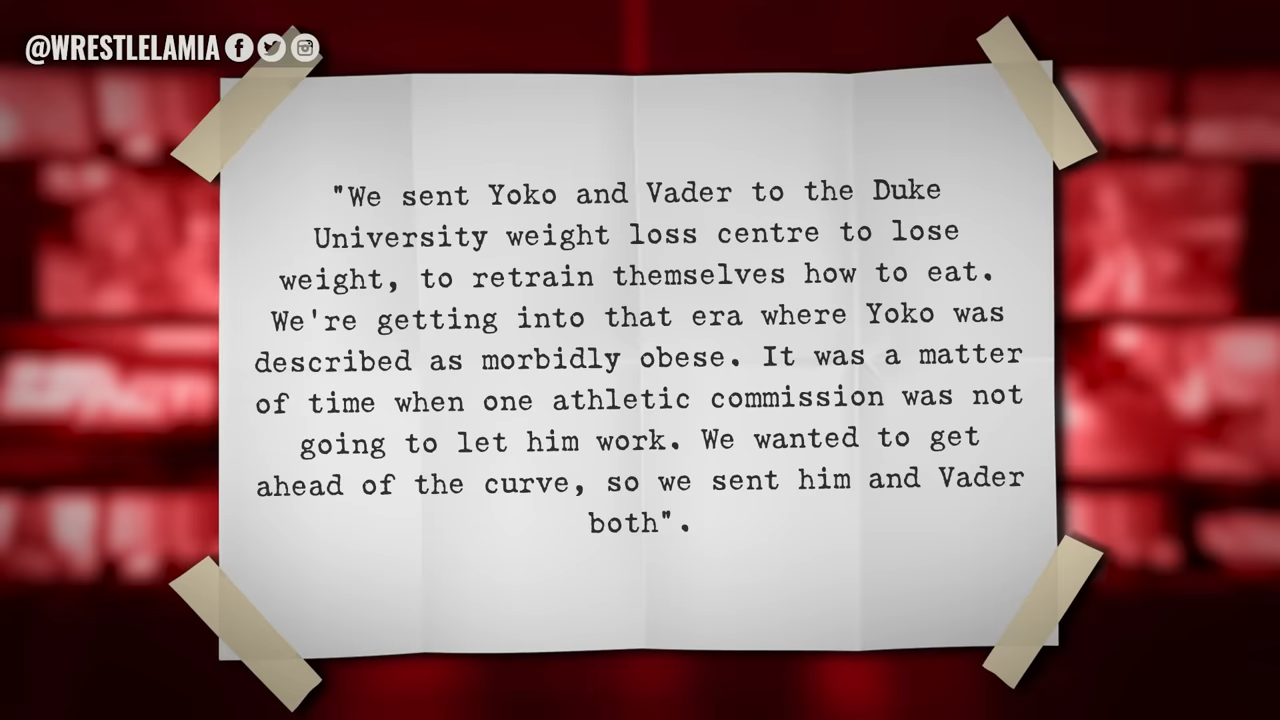 @WRESTLELAMIA
"We sent Yoko and Vader to the Duke
University weight loss centre to lose
weight, to retrain themselves how to eat.
We're getting into that era where Yoko was
described as morbidly obese. It was a matter
of time when one athletic commission was not
going to let him work. We wanted to get
ahead of the curve, so we sent him and Vader
both".